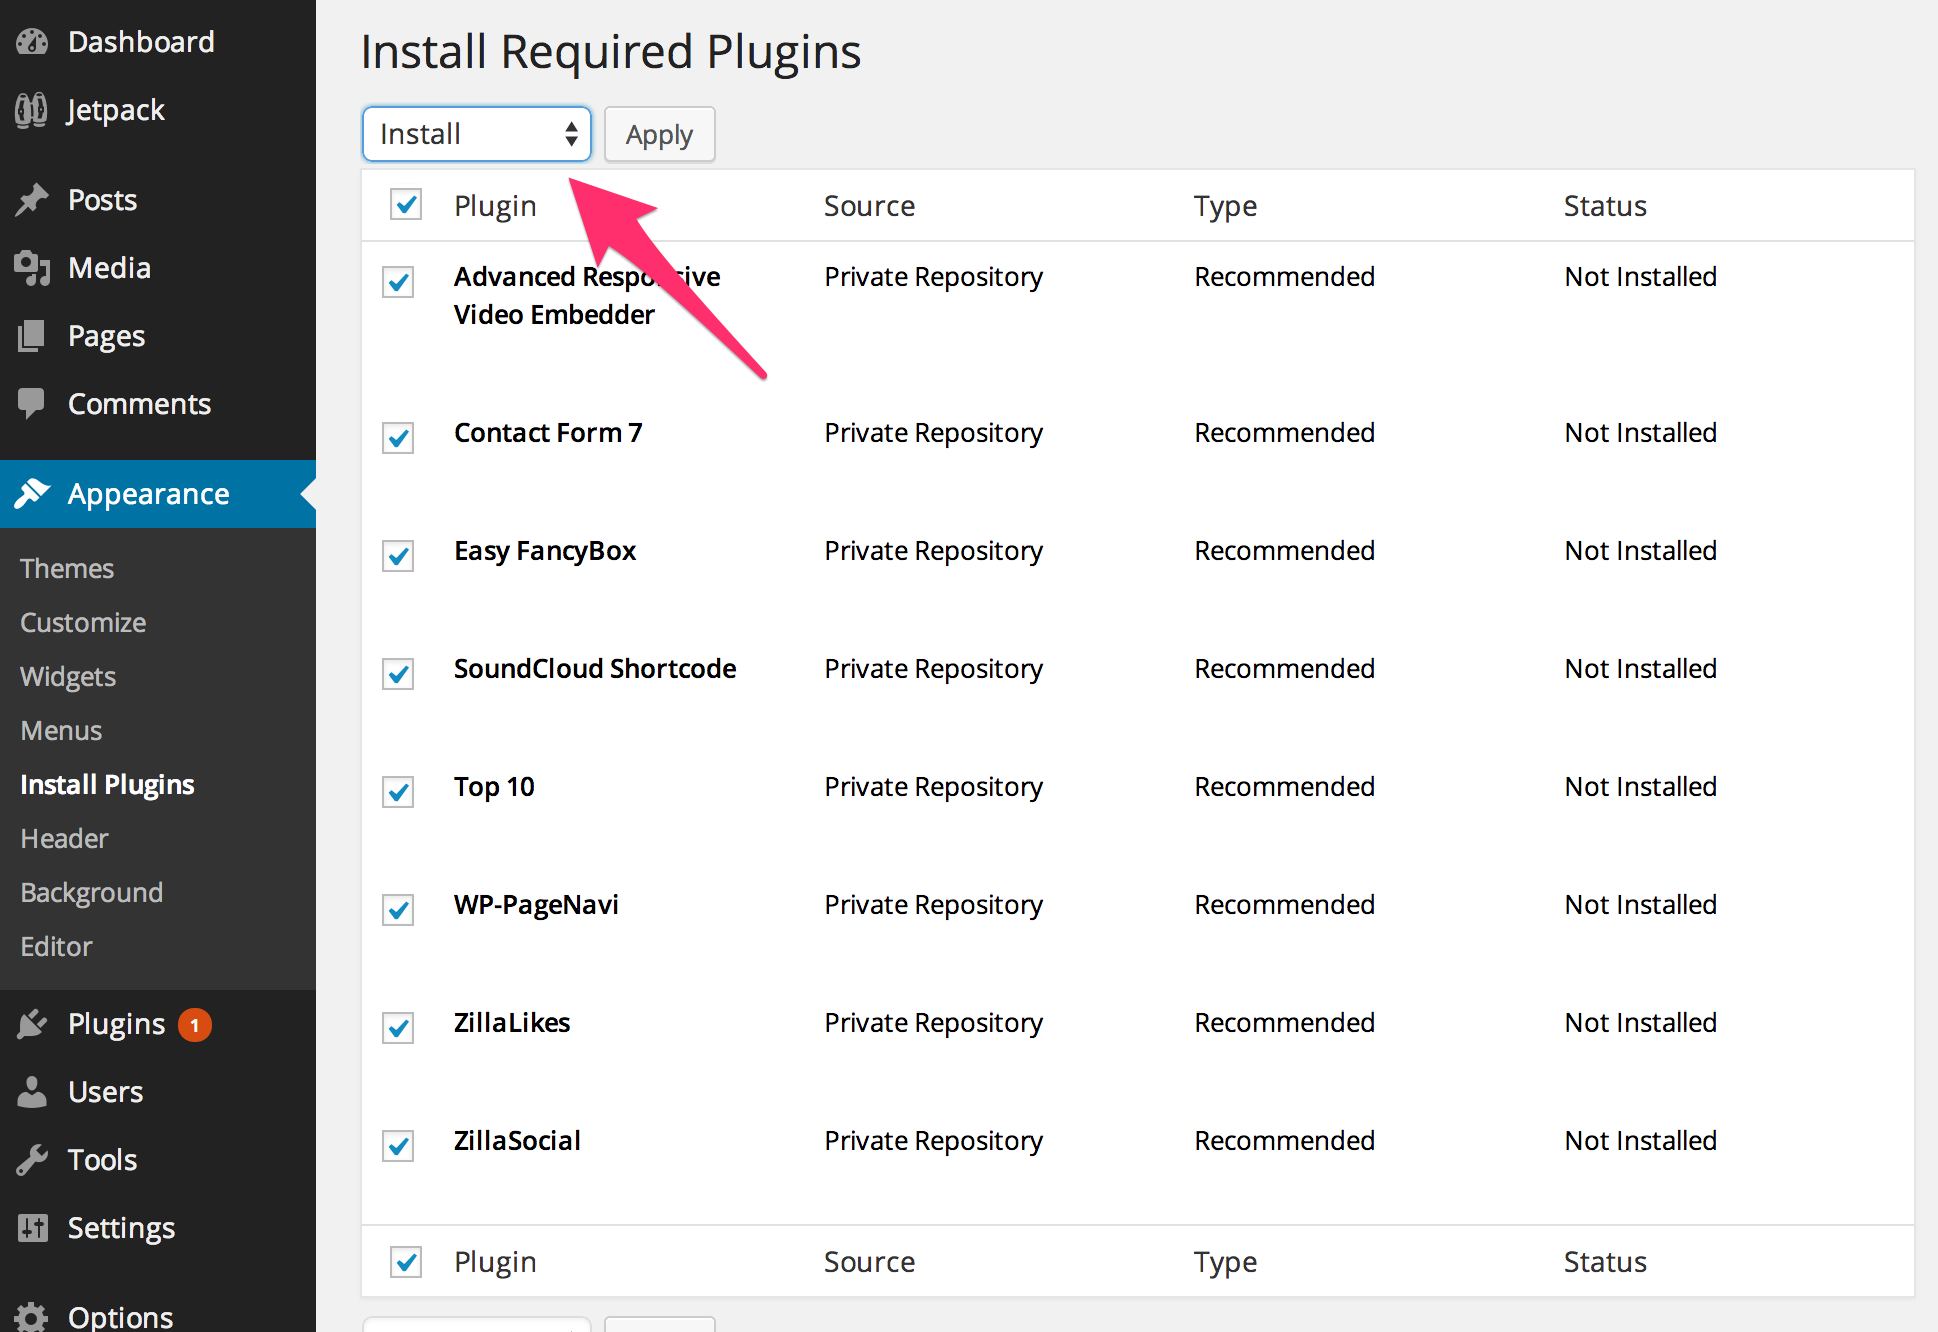 Dashboard
Jetpack
Posts
Media
Pages
Comments
Appearance
Themes
Customize
Widgets
Menus
Install Plugins
Header
Background
Editor
Plugins 1
Users
Tools
Settings
Options
Install Required Plugins
Install Apply
Plugin Source Type Status
Advanced Responsive Private Repository Recommended Not Installed
Video Embedder
Contact Form 7 Private Repository Recommended Not Installed
Easy FancyBox Private Repository Recommended Not Installed
SoundCloud Shortcode Private Repository Recommended Not Installed
Top 10 Private Repository Recommended Not Installed
WP-PageNavi Private Repository Recommended Not Installed
ZillaLikes Private Repository Recommended Not Installed
ZillaSocial Private Repository Recommended Not Installed
Plugin Source Type Status